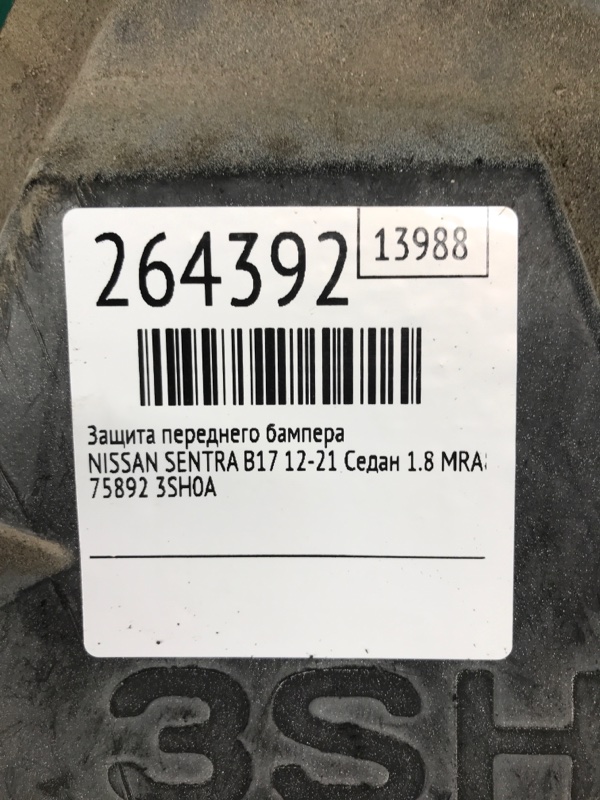 264392
13988
Защита переднего бампера
NISSAN SENTRA B17 12-21 Седан 1.8 MRA8
75892 3SH0A
3SH